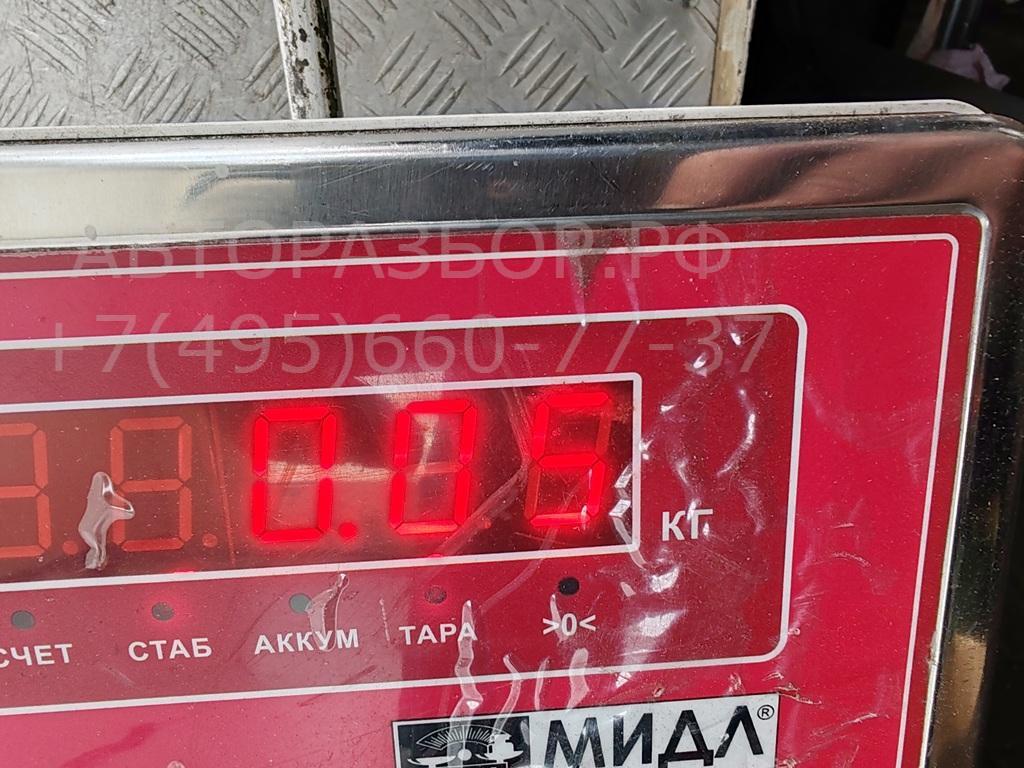 АВТОРАЗБОР.РФ
+7(495)660-77-37
0.05
КГ
СЧЕТ СТАБ АККУМ ТАРА >0<
МИДЛ®